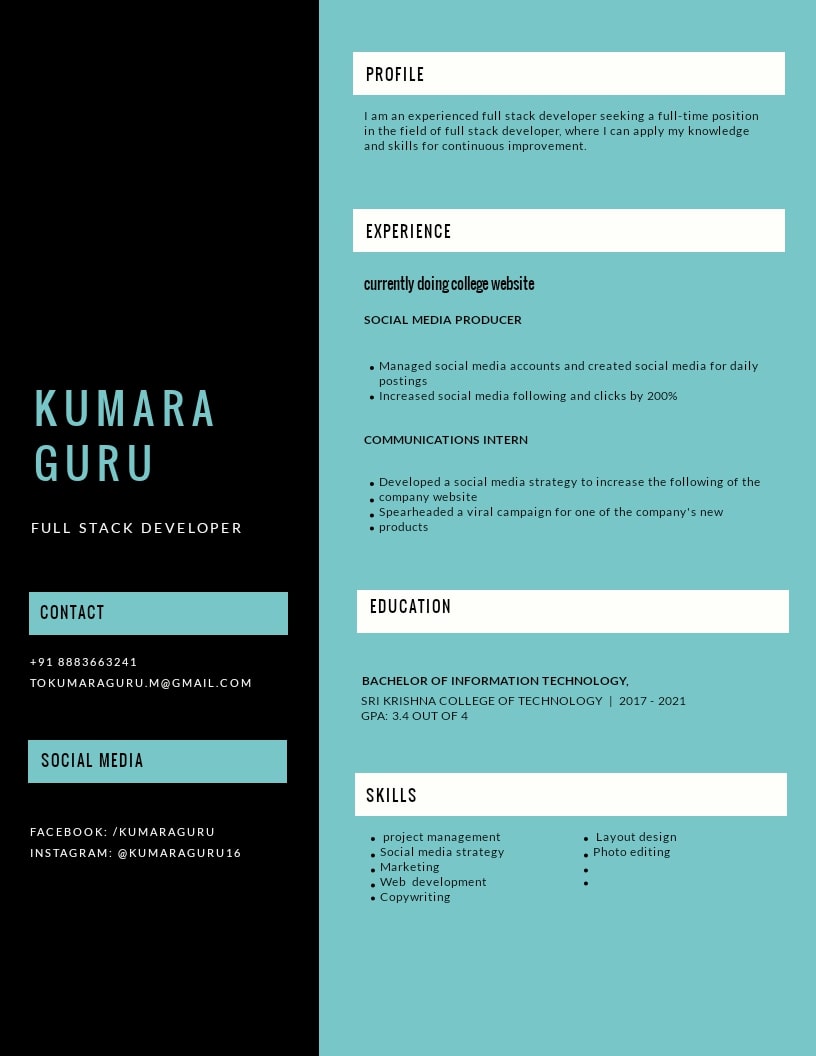 KUMARA
GURU
FULL STACK DEVELOPER
CONTACT
+91 8883663241
TOKUMARAGURU.M@GMAIL.COM
SOCIAL MEDIA
FACEBOOK: /KUMARAGURU
INSTAGRAM: @KUMARAGURU16
PROFILE
I am an experienced full stack developer seeking a full-time position
in the field of full stack developer, where I can apply my knowledge
and skills for continuous improvement.
EXPERIENCE
currently doing college website
SOCIAL MEDIA PRODUCER
• Managed social media accounts and created social media for daily
postings
• Increased social media following and clicks by 200%
COMMUNICATIONS INTERN
• Developed a social media strategy to increase the following of the
• company website
• Spearheaded a viral campaign for one of the company's new
• products
EDUCATION
BACHELOR OF INFORMATION TECHNOLOGY,
SRI KRISHNA COLLEGE OF TECHNOLOGY | 2017 - 2021
GPA: 3.4 OUT OF 4
SKILLS
• project management
• Social media strategy
• Marketing
• Web development
• Copywriting
• Layout design
• Photo editing
•
•